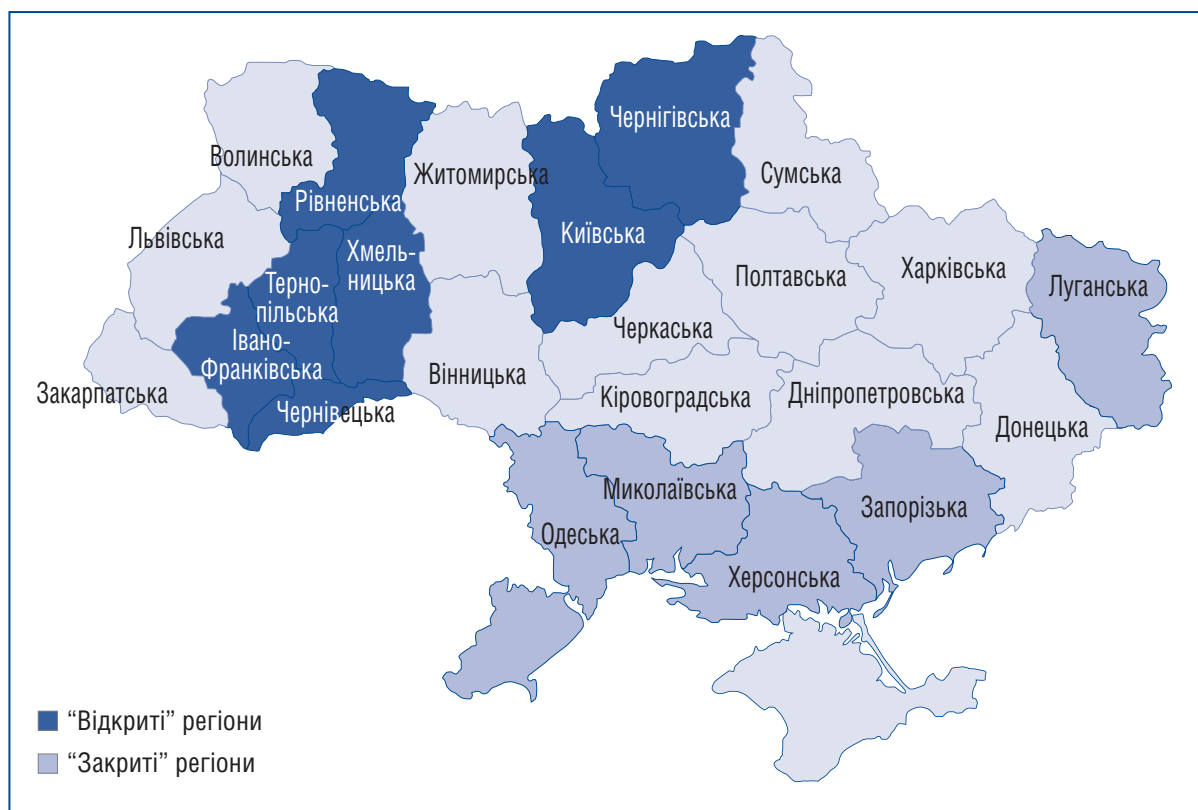 Чернігівська
Волинська
Житомирська
Сумська
Рівненська
Львівська
Київська
Хмель-
ницька
Харківська
Полтавська
Луганська
Терно-
пільська
Черкаська
Івано-
Франківська
Вінницька
Закарпатська
Кіровоградська
Дніпропетровська
Чернівецька
Донецька
Миколаївська
Запорізька
Одеська
Херсонська
“Відкриті” регіони
“Закриті” регіони